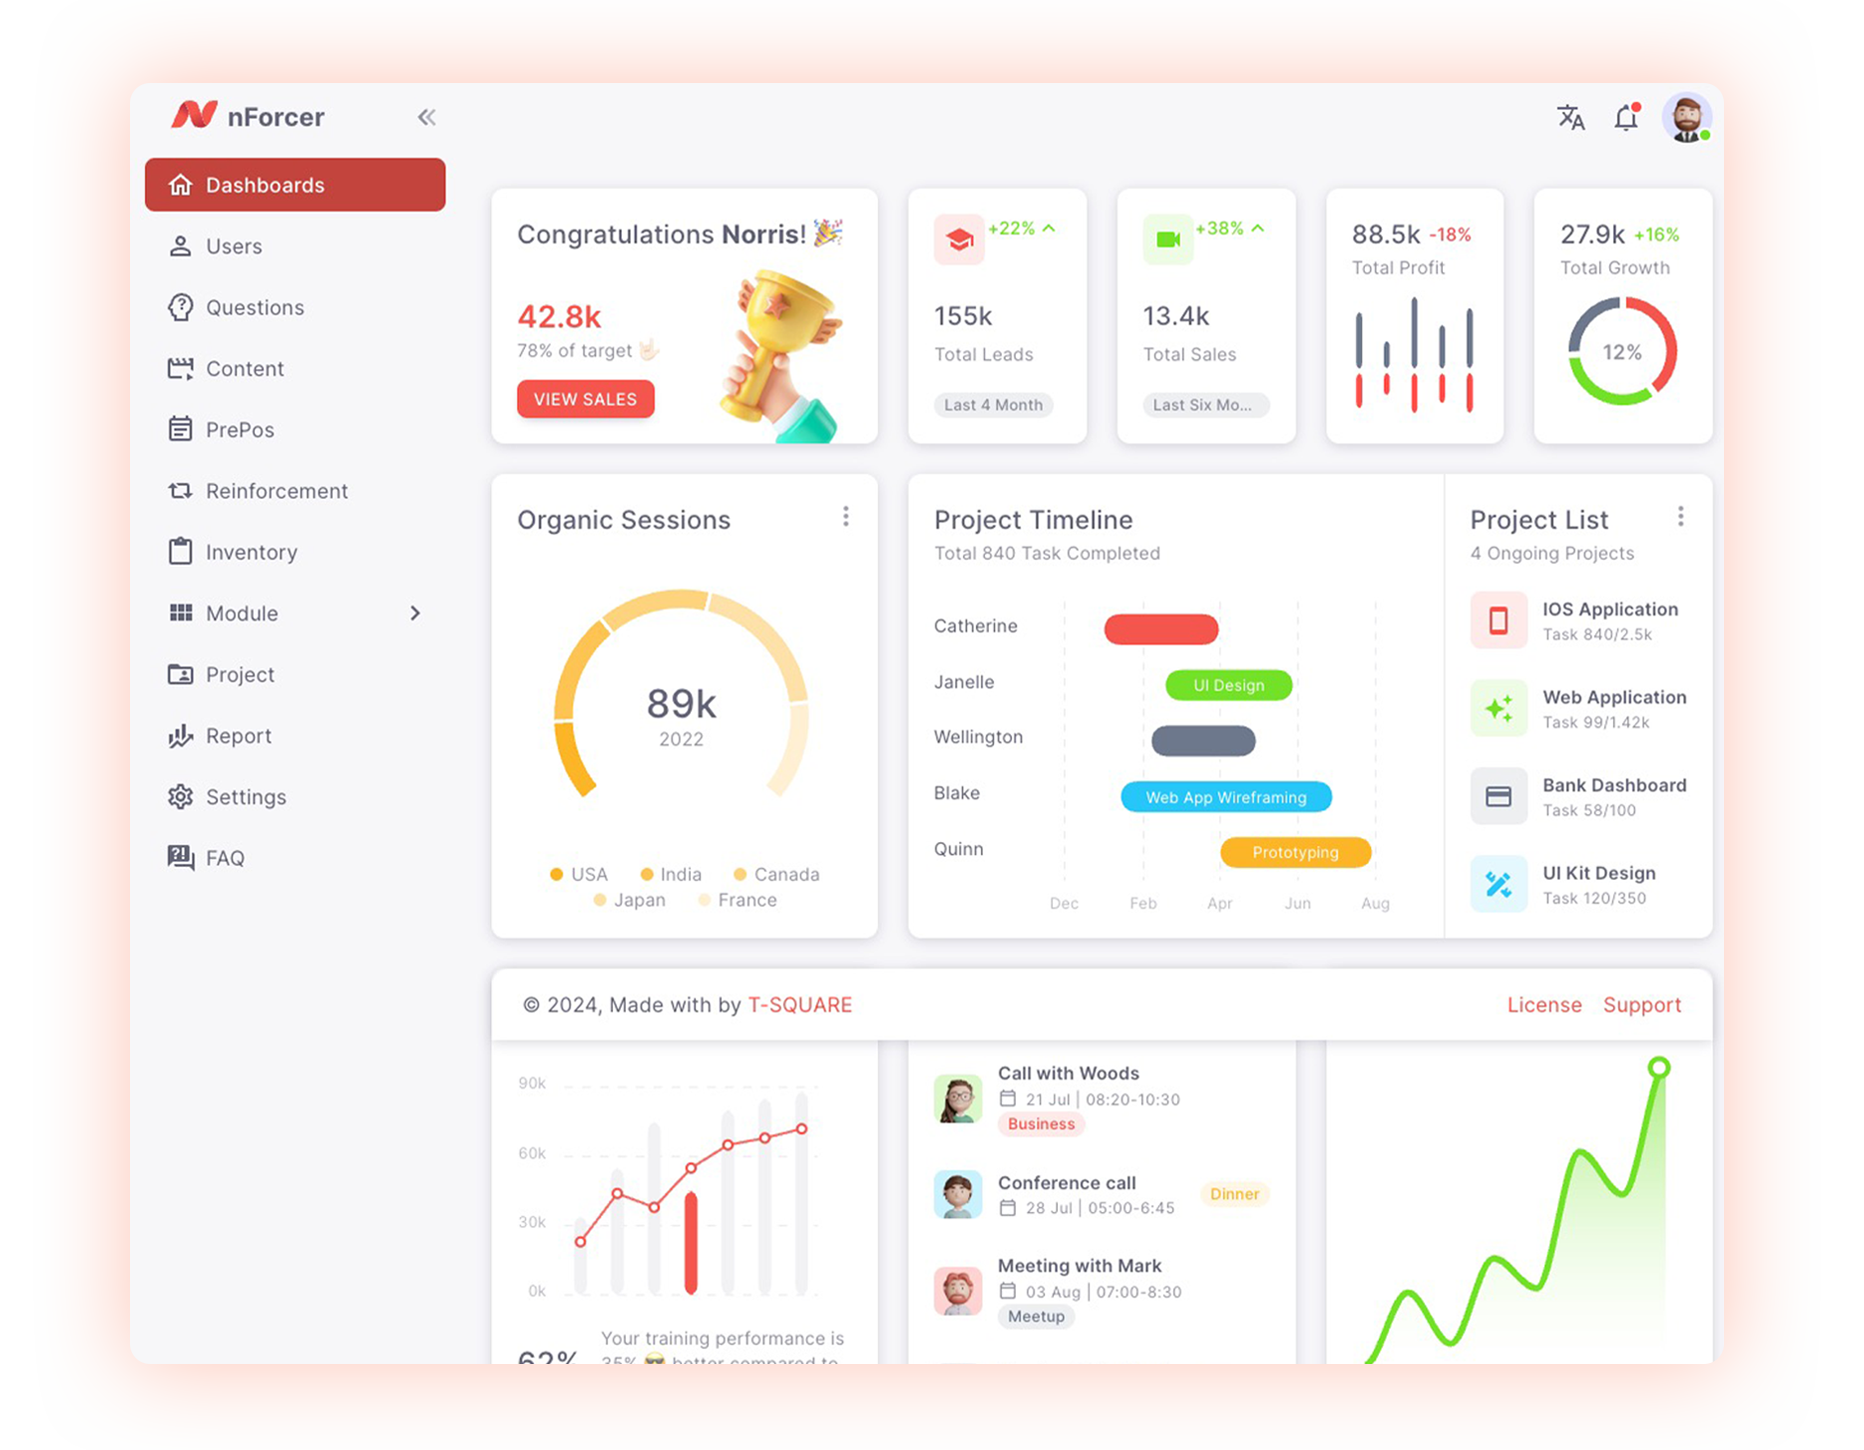 nForcer
Dashboards
Users
Questions
Content
PrePos
Reinforcement
Inventory
Module
Project
Report
Settings
FAQ
Congratulations Norris! 🎉
42.8k
78% of target 🤟🏻
VIEW SALES
+22%
155k
Total Leads
Last 4 Month
+38%
13.4k
Total Sales
Last Six Mo...
88.5k -18%
Total Profit
27.9k +16%
Total Growth
12%
Organic Sessions
89k
2022
USA India Canada
Japan France
Project Timeline
Total 840 Task Completed
Catherine
Janelle
UI Design
Wellington
Blake
Web App Wireframing
Quinn
Prototyping
Dec Feb Apr Jun Aug
Project List
4 Ongoing Projects
IOS Application
Task 840/2.5k
Web Application
Task 99/1.42k
Bank Dashboard
Task 58/100
UI Kit Design
Task 120/350
© 2024, Made with by T-SQUARE
License Support
90k
60k
30k
0k
62%
Your training performance is
35% 😎 better compared to
Call with Woods
21 Jul | 08:20-10:30
Business
Conference call
28 Jul | 05:00-6:45
Dinner
Meeting with Mark
03 Aug | 07:00-8:30
Meetup